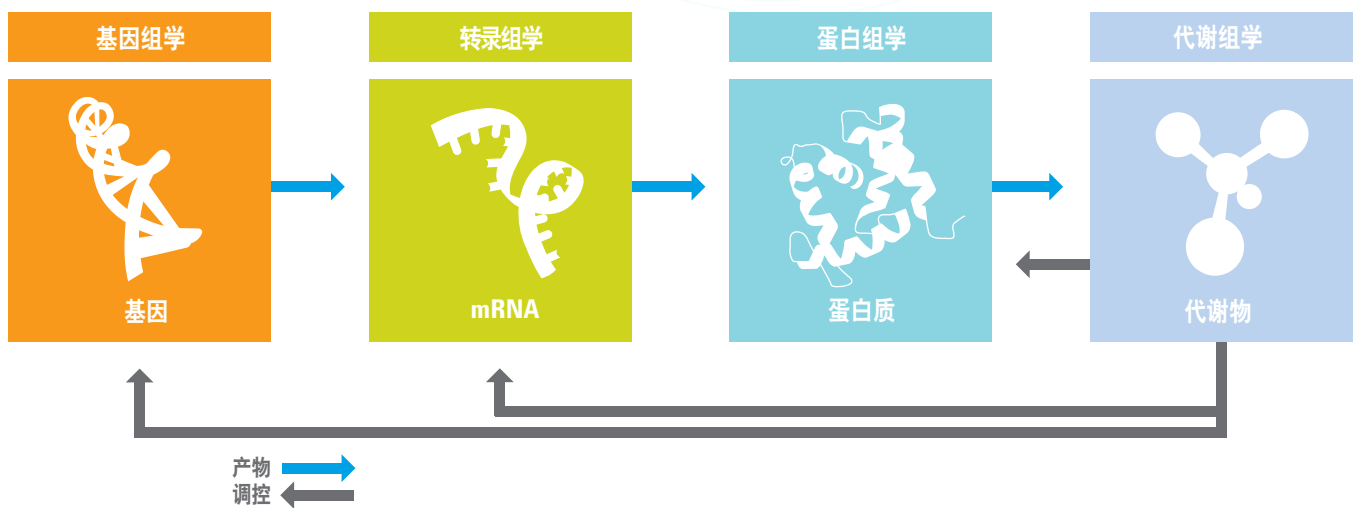 基因组学
转录组学
蛋白组学
代谢组学
基因
mRNA
蛋白质
代谢物
产物
调控